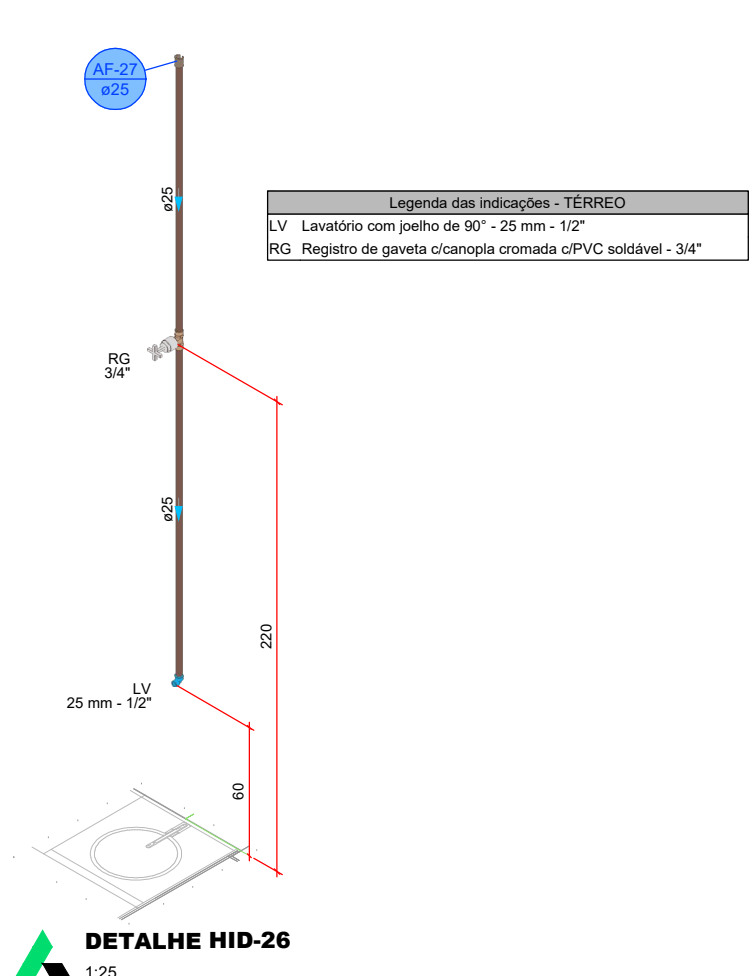 AF-27
ø25
ø25
Legenda das indicações - TÉRREO
LV Lavatório com joelho de 90° - 25 mm - 1/2"
RG Registro de gaveta c/canopla cromada c/PVC soldável - 3/4"
RG
3/4"
ø25
220
LV
25 mm - 1/2"
60
DETALHE HID-26
1:25